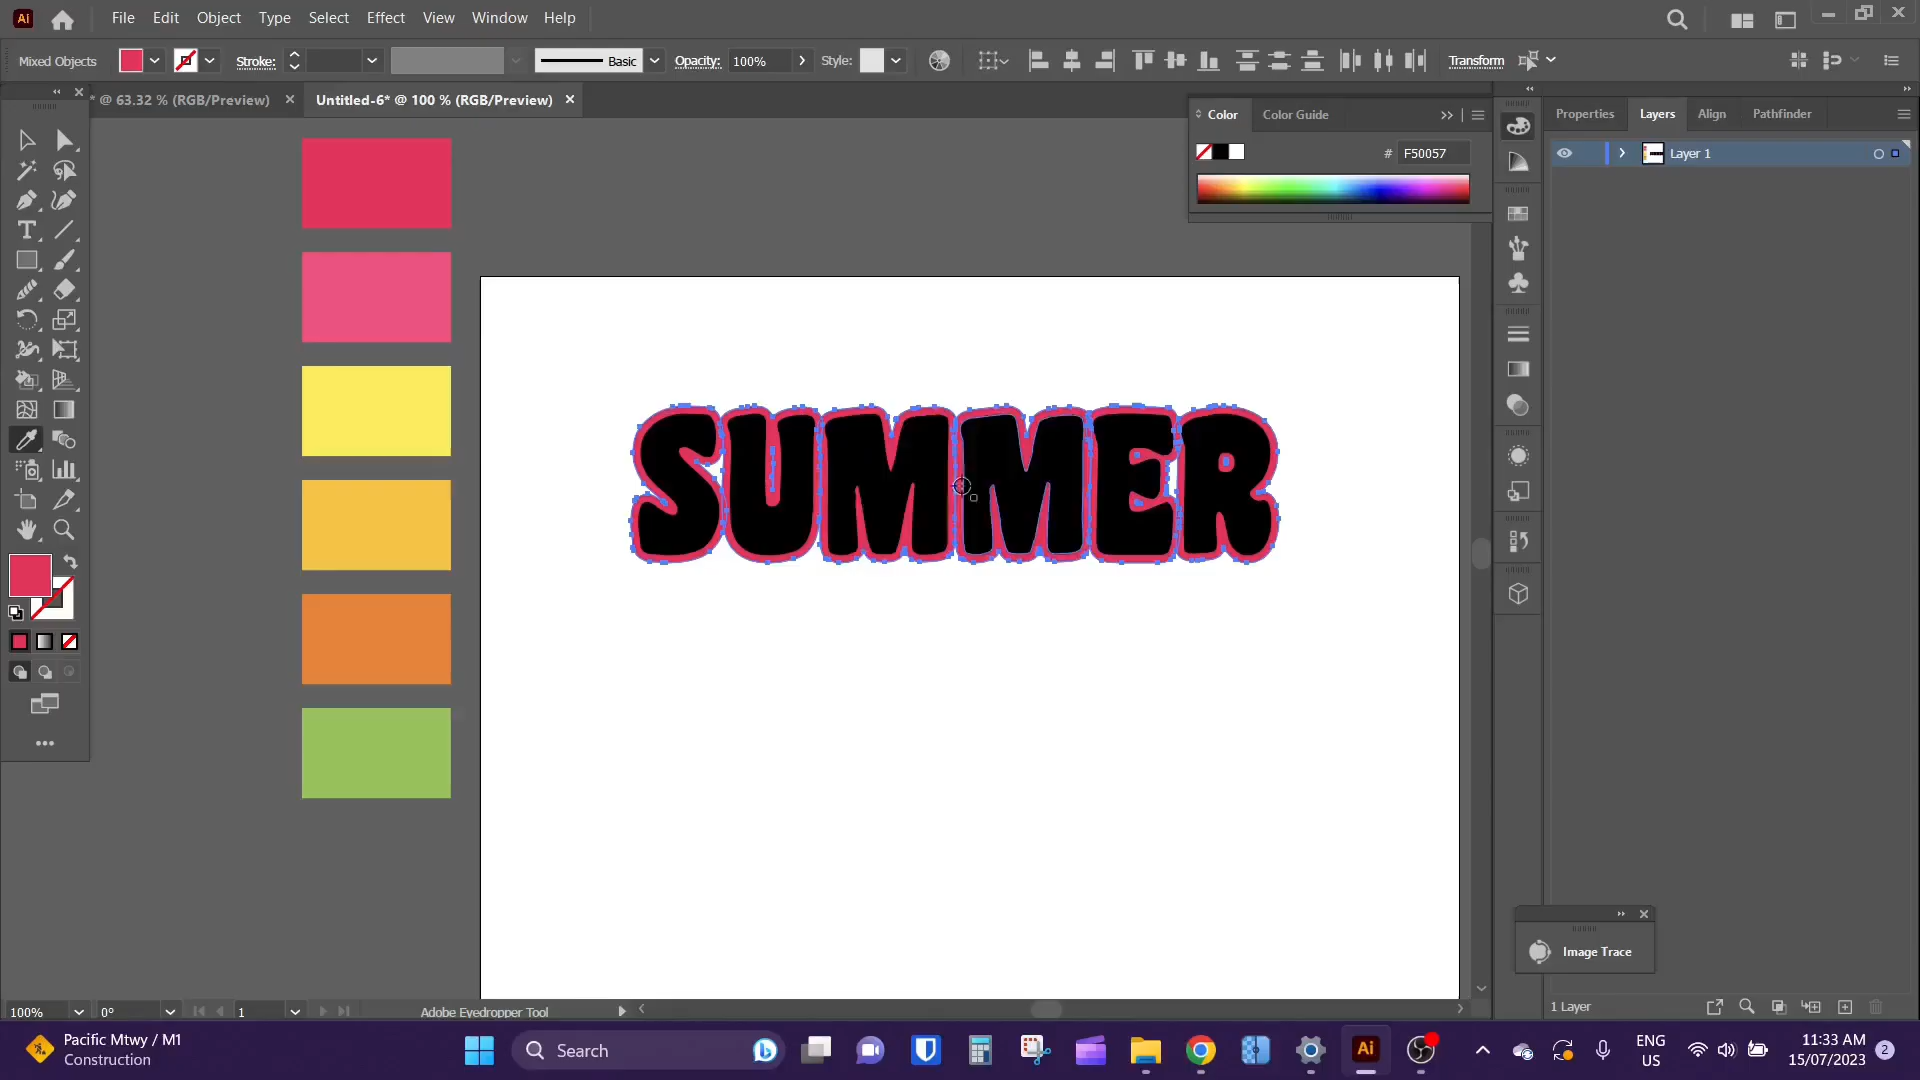 Ai File Edit Object Type Select Effect View Window Help
Mixed Objects Stroke: Basic Opacity: 100% Style: Transform
* @ 63.32 % (RGB/Preview) × Untitled-6* @ 100 % (RGB/Preview) ×
Color Color Guide
# F50057
Properties Layers Align Pathfinder
Layer 1
SUMMER
Image Trace
1 Layer
100% 0° 1 Adobe Eyedropper Tool
Pacific Mtwy / M1
Construction
Search
Ai
ENG
US
11:33 AM
15/07/2023
2